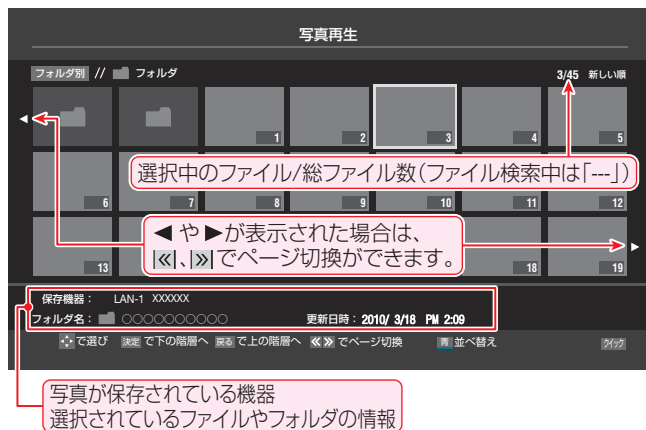 写真再生
フォルダ別 // フォルダ 3/45 新しい順
1 2 3 4 5
選択中のファイル/総ファイル数(ファイル検索中は「---」)
6 7 8 9 10 11 12
◀ や ▶が表示された場合は、
≪、≫でページ切換ができます。
13 18 19
保存機器: LAN-1 XXXXXX
フォルダ名: ○○○○○○○○○○ 更新日時: 2010/ 3/18 PM 2:09
で選び 決定 で下の階層へ 戻る で上の階層へ ≪ ≫ でページ切換 青 並べ替え クイック
写真が保存されている機器
選択されているファイルやフォルダの情報